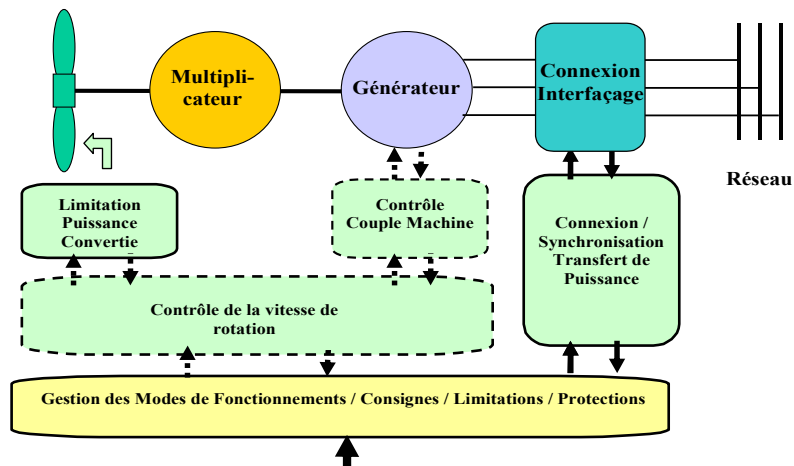 Multipli-
cateur
Générateur
Connexion
Interfaçage
Réseau
Limitation
Puissance
Convertie
Contrôle
Couple Machine
Connexion /
Synchronisation
Transfert de
Puissance
Contrôle de la vitesse de
rotation
Gestion des Modes de Fonctionnements / Consignes / Limitations / Protections